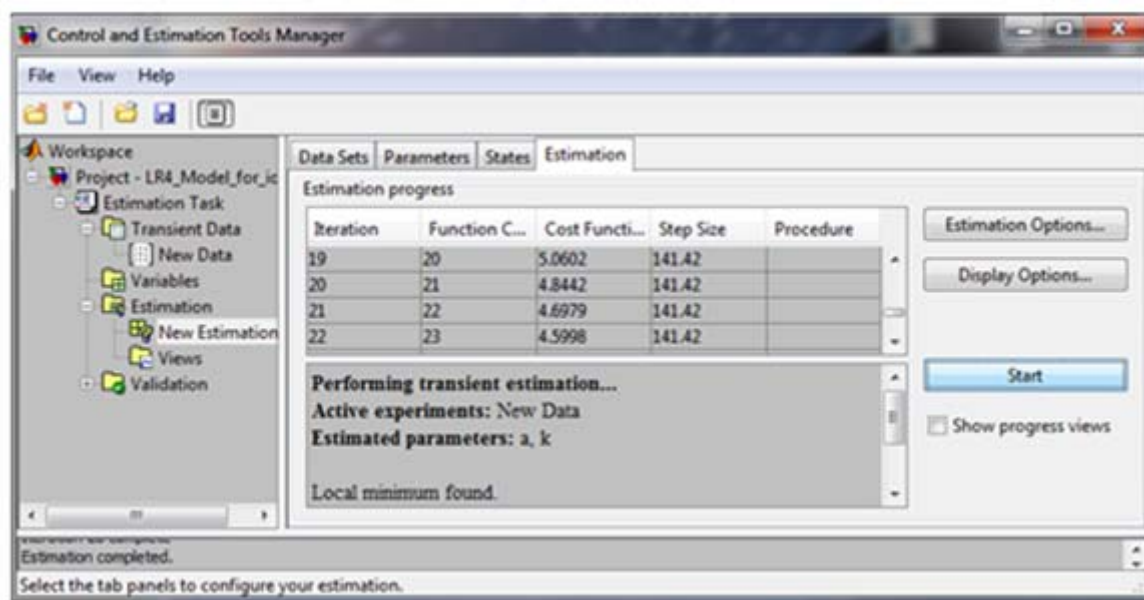 Control and Estimation Tools Manager
File View Help
Workspace
Project - LR4_Model_for_ic
Estimation Task
Transient Data
New Data
Variables
Estimation
New Estimation
Views
Validation
Data Sets Parameters States Estimation
Estimation progress
Iteration Function C... Cost Functi... Step Size Procedure
19 20 5.0602 141.42
20 21 4.8442 141.42
21 22 4.6979 141.42
22 23 4.5998 141.42
Performing transient estimation...
Active experiments: New Data
Estimated parameters: a, k
Local minimum found.
Estimation Options...
Display Options...
Start
Show progress views
Estimation completed.
Select the tab panels to configure your estimation.